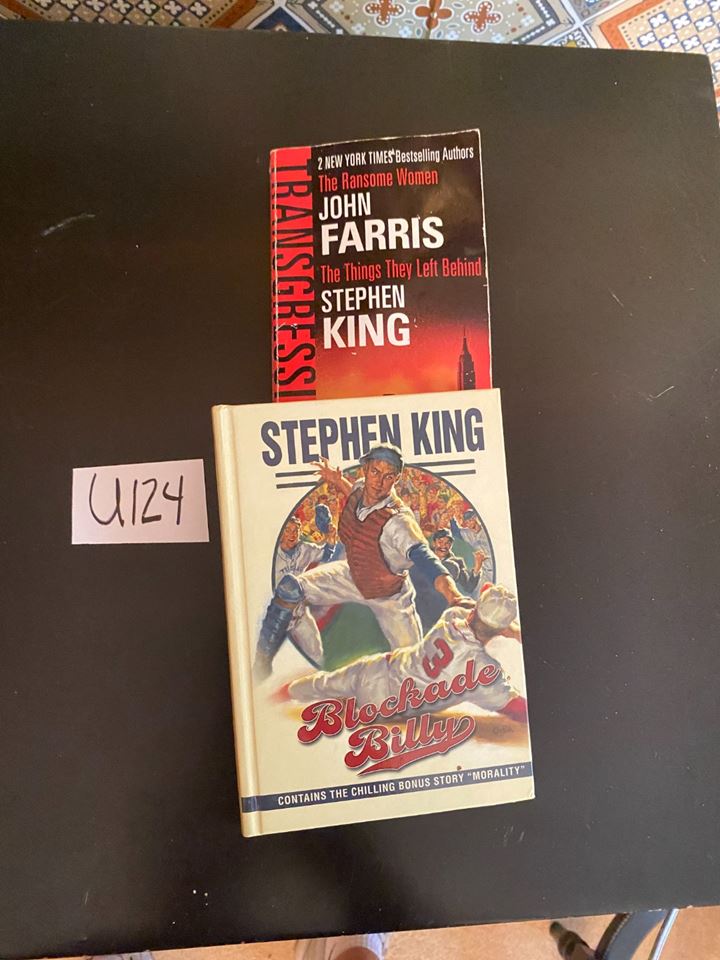 TRANSGRESSI
2 NEW YORK TIMES Bestselling Authors
The Ransome Women
JOHN
FARRIS
The Things They Left Behind
STEPHEN
KING
U124
STEPHEN KING
3
Blockade
Billy
CONTAINS THE CHILLING BONUS STORY "MORALITY"